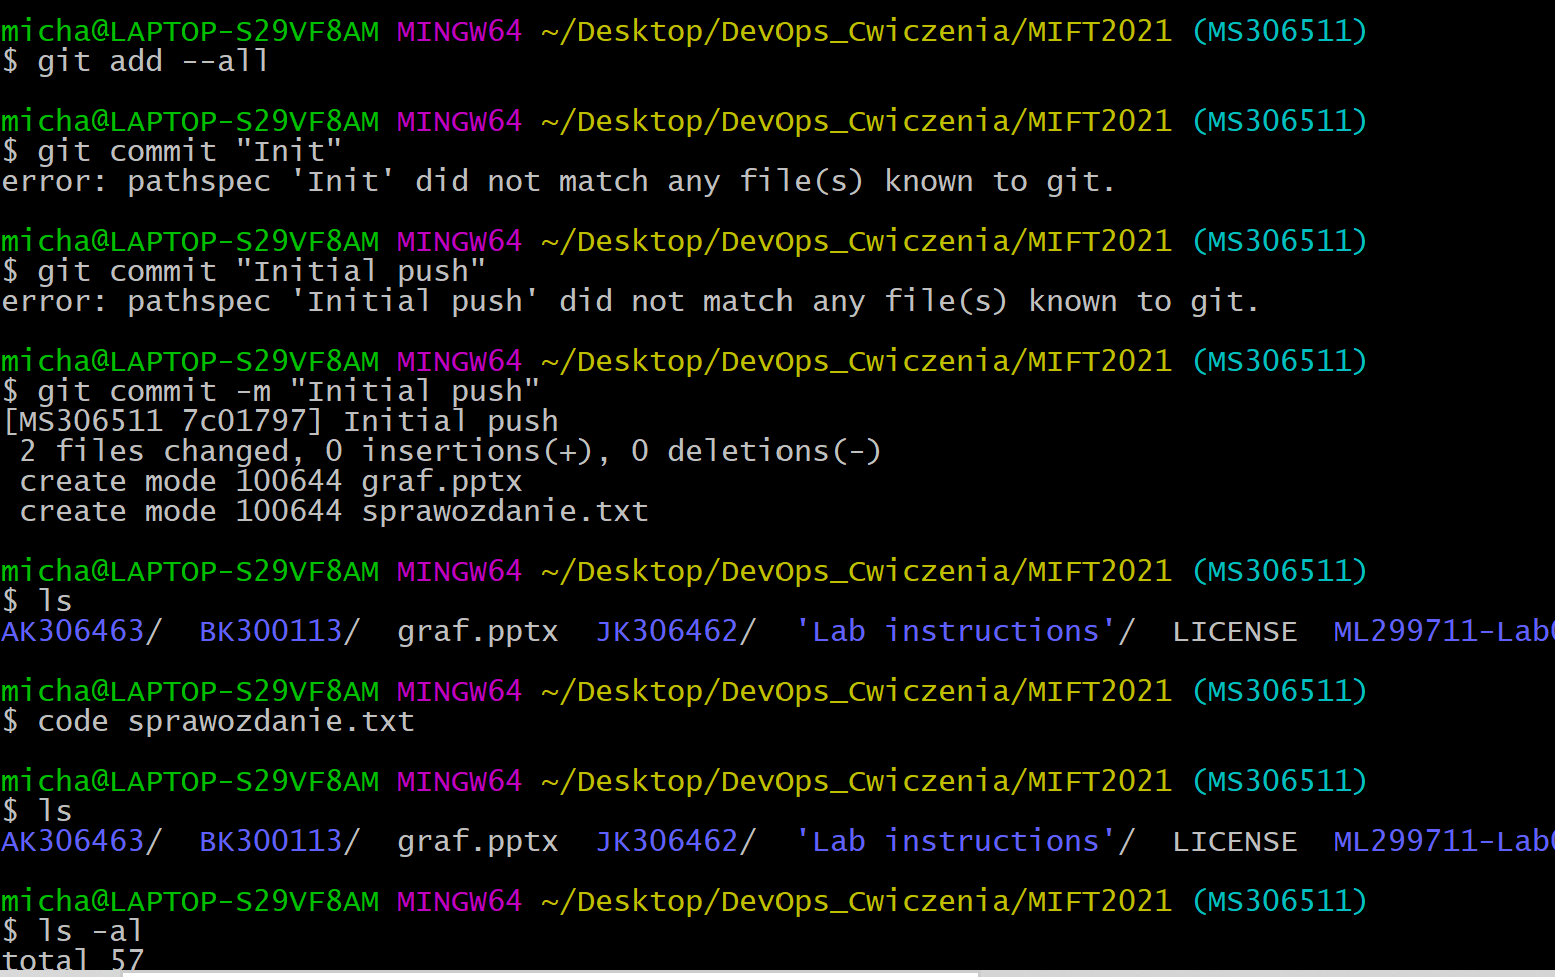 micha@LAPTOP-S29VF8AM MINGW64 ~/Desktop/DevOps_Cwiczenia/MIFT2021 (MS306511)
$ git add --all
micha@LAPTOP-S29VF8AM MINGW64 ~/Desktop/DevOps_Cwiczenia/MIFT2021 (MS306511)
$ git commit "Init"
error: pathspec 'Init' did not match any file(s) known to git.
micha@LAPTOP-S29VF8AM MINGW64 ~/Desktop/DevOps_Cwiczenia/MIFT2021 (MS306511)
$ git commit "Initial push"
error: pathspec 'Initial push' did not match any file(s) known to git.
micha@LAPTOP-S29VF8AM MINGW64 ~/Desktop/DevOps_Cwiczenia/MIFT2021 (MS306511)
$ git commit -m "Initial push"
[MS306511 7c01797] Initial push
2 files changed, 0 insertions(+), 0 deletions(-)
create mode 100644 graf.pptx
create mode 100644 sprawozdanie.txt
micha@LAPTOP-S29VF8AM MINGW64 ~/Desktop/DevOps_Cwiczenia/MIFT2021 (MS306511)
$ ls
AK306463/  BK300113/  graf.pptx  JK306462/  'Lab instructions'/  LICENSE  ML299711-Lab0
micha@LAPTOP-S29VF8AM MINGW64 ~/Desktop/DevOps_Cwiczenia/MIFT2021 (MS306511)
$ code sprawozdanie.txt
micha@LAPTOP-S29VF8AM MINGW64 ~/Desktop/DevOps_Cwiczenia/MIFT2021 (MS306511)
$ ls
AK306463/  BK300113/  graf.pptx  JK306462/  'Lab instructions'/  LICENSE  ML299711-Lab0
micha@LAPTOP-S29VF8AM MINGW64 ~/Desktop/DevOps_Cwiczenia/MIFT2021 (MS306511)
$ ls -al
total 57